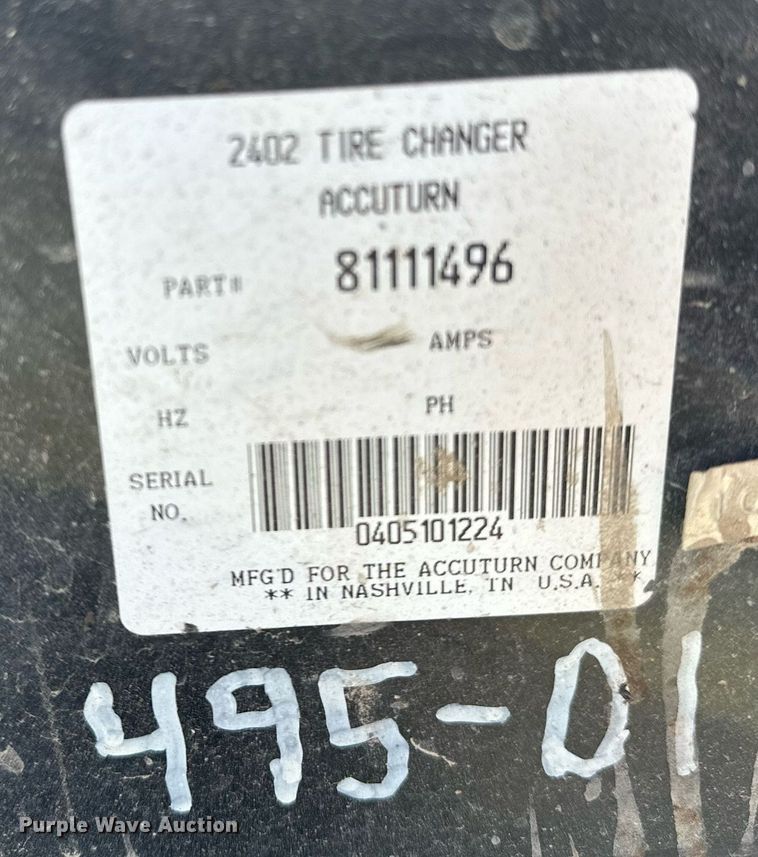 2402 TIRE CHANGER
ACCUTURN
PART# 81111496
VOLTS AMPS
HZ PH
SERIAL
NO.
0405101224
MFG'D FOR THE ACCUTURN COMPANY
** IN NASHVILLE, TN U.S.A. **
495-01
Purple Wave Auction